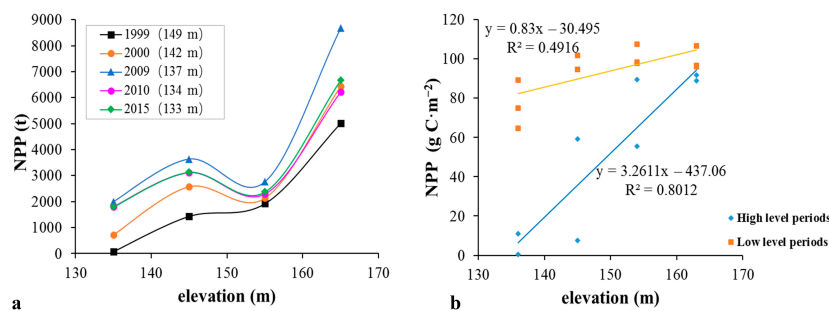 9000
8000
7000
6000
5000
4000
3000
2000
1000
0
NPP (t)
1999 (149 m)
2000 (142 m)
2009 (137 m)
2010 (134 m)
2015 (133 m)
130 140 150 160 170
elevation (m)
a
120
100
80
60
40
20
0
NPP (g C·m⁻²)
y = 0.83x – 30.495
R² = 0.4916
y = 3.2611x – 437.06
R² = 0.8012
High level periods
Low level periods
130 140 150 160 170
elevation (m)
b